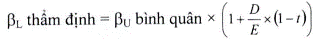 βL thẩm định = βU bình quân × (1 + D/E × (1 − t))